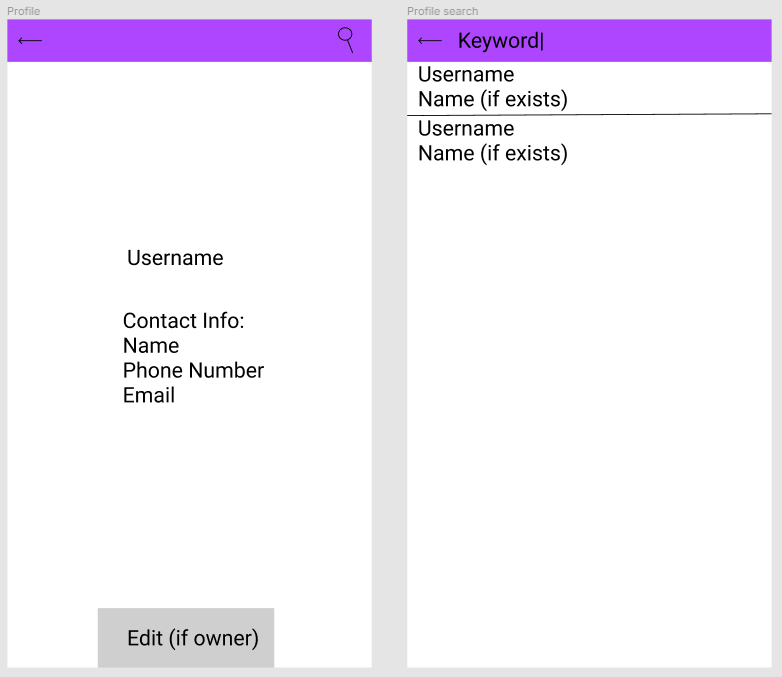 Profile
Username
Contact Info:
Name
Phone Number
Email
Edit (if owner)
Profile search
Keyword|
Username
Name (if exists)
Username
Name (if exists)